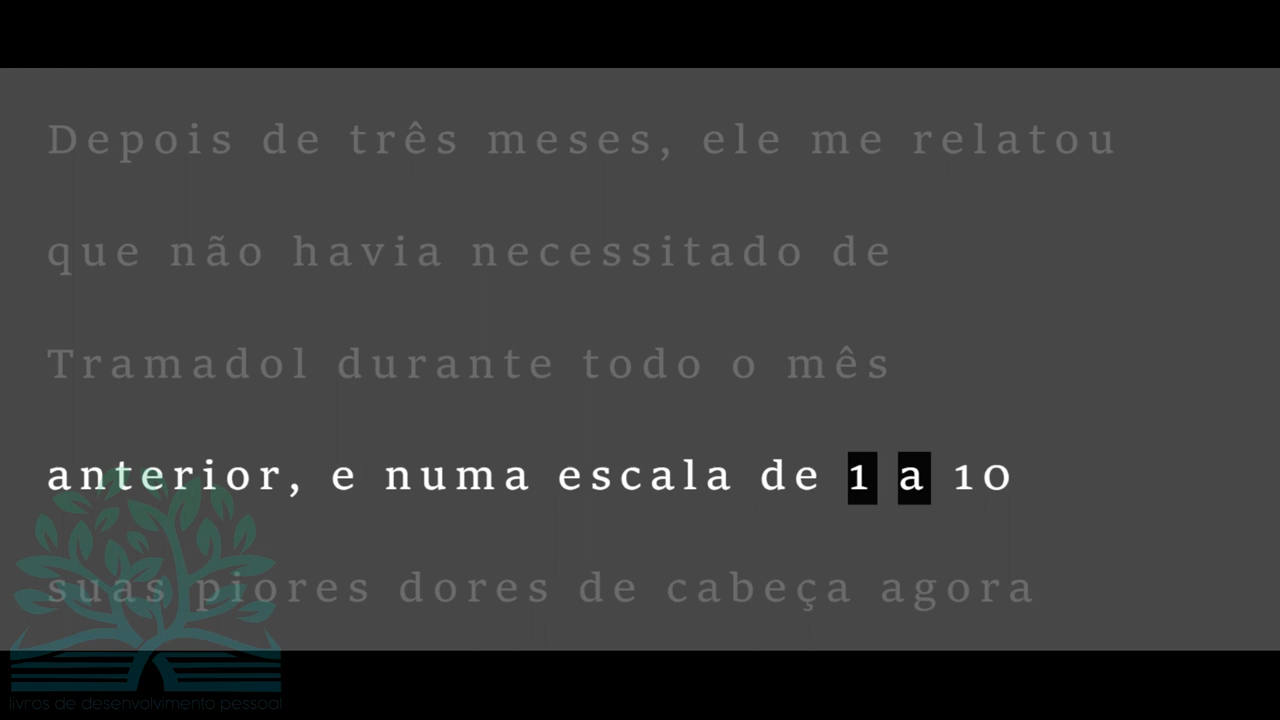 Depois de três meses, ele me relatou
que não havia necessitado de
Tramadol durante todo o mês
anterior, e numa escala de 1 a 10
suas piores dores de cabeça agora
livros de desenvolvimento pessoal